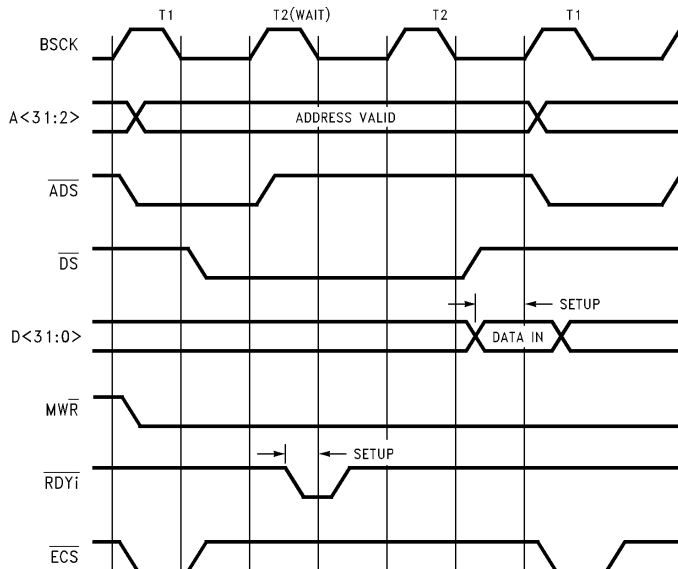 T1 T2(WAIT) T2 T1
BSCK
A<31:2> ADDRESS VALID
ADS
DS
SETUP
D<31:0> DATA IN
MWR
SETUP
RDYi
ECS